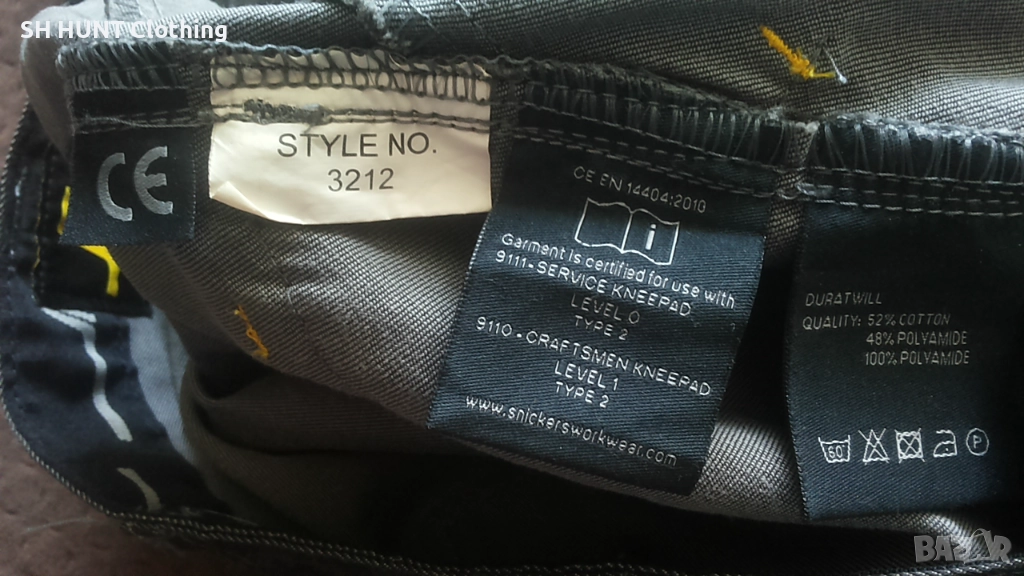 SH HUNT Clothing
CE
STYLE NO.
3212
CE EN 14404:2010
i
Garment is certified for use with
9111-SERVICE KNEEPAD
LEVEL 0
TYPE 2
9110-CRAFTSMEN KNEEPAD
LEVEL 1
TYPE 2
www.snickersworkwear.com
DURATWILL
QUALITY: 52% COTTON
48% POLYAMIDE
100% POLYAMIDE
60
P
BAZAR